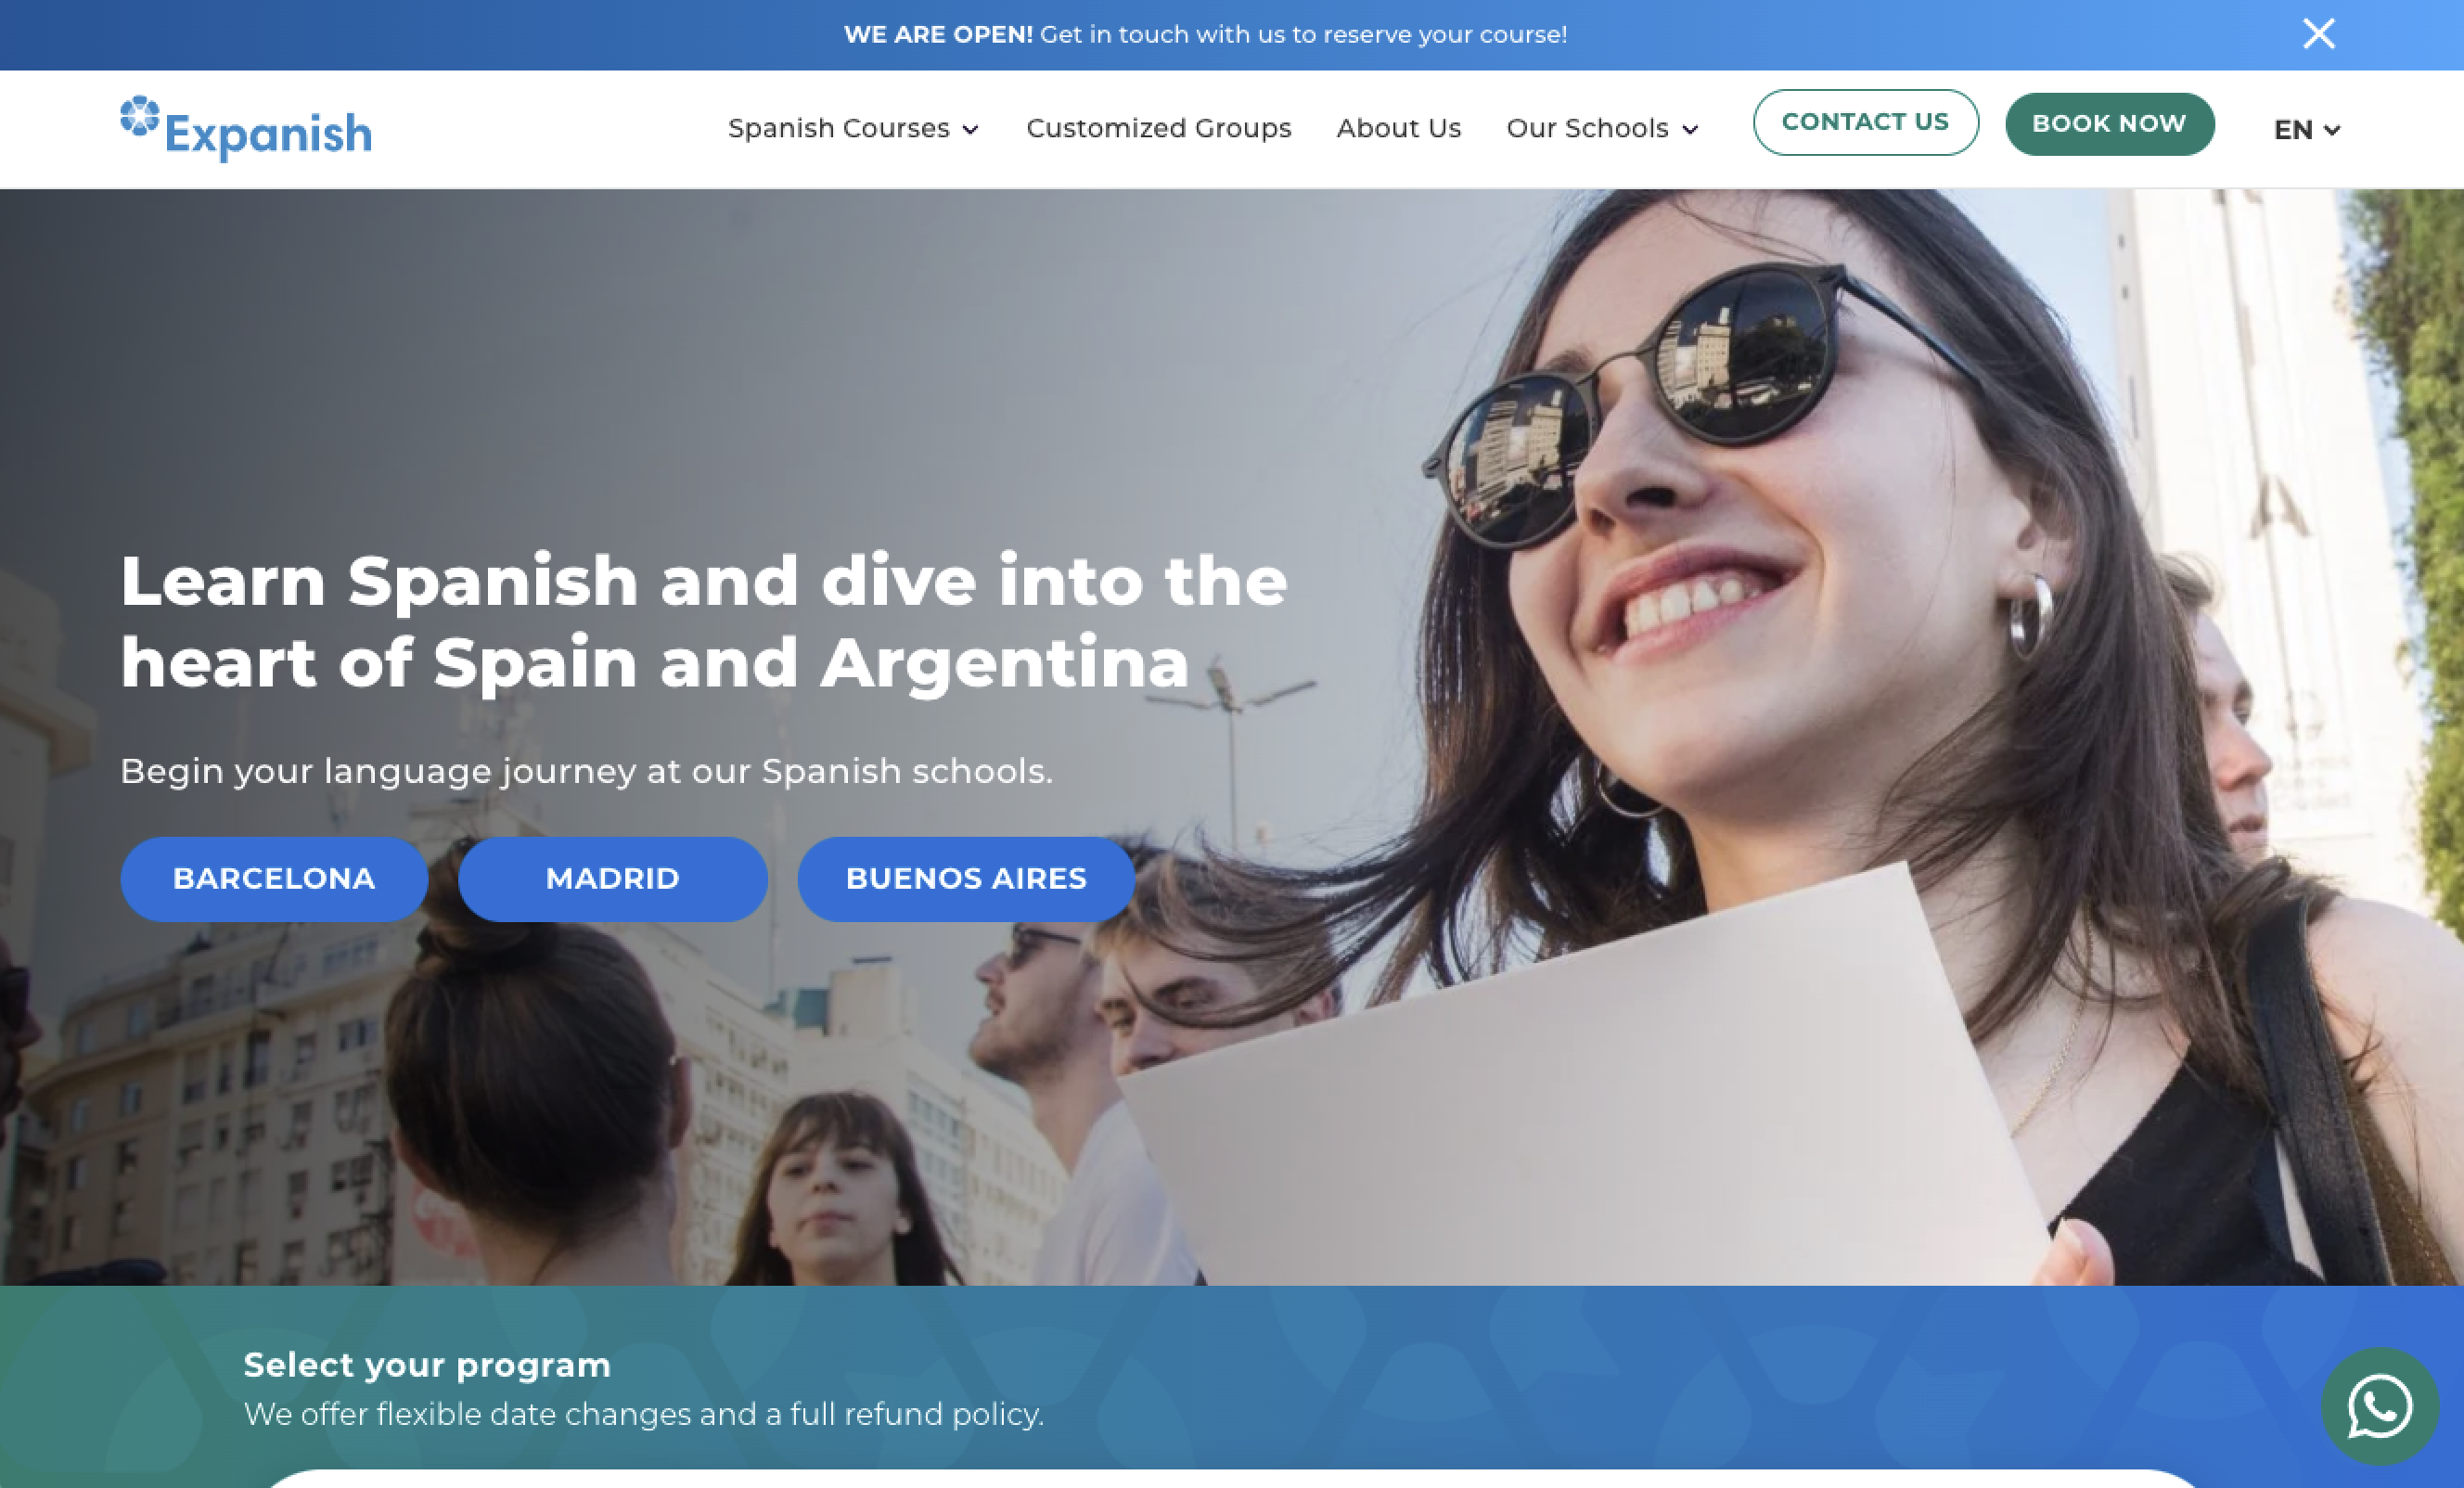 WE ARE OPEN! Get in touch with us to reserve your course!
Expanish
Spanish Courses
Customized Groups
About Us
Our Schools
CONTACT US
BOOK NOW
EN
Learn Spanish and dive into the
heart of Spain and Argentina
Begin your language journey at our Spanish schools.
BARCELONA
MADRID
BUENOS AIRES
Select your program
We offer flexible date changes and a full refund policy.